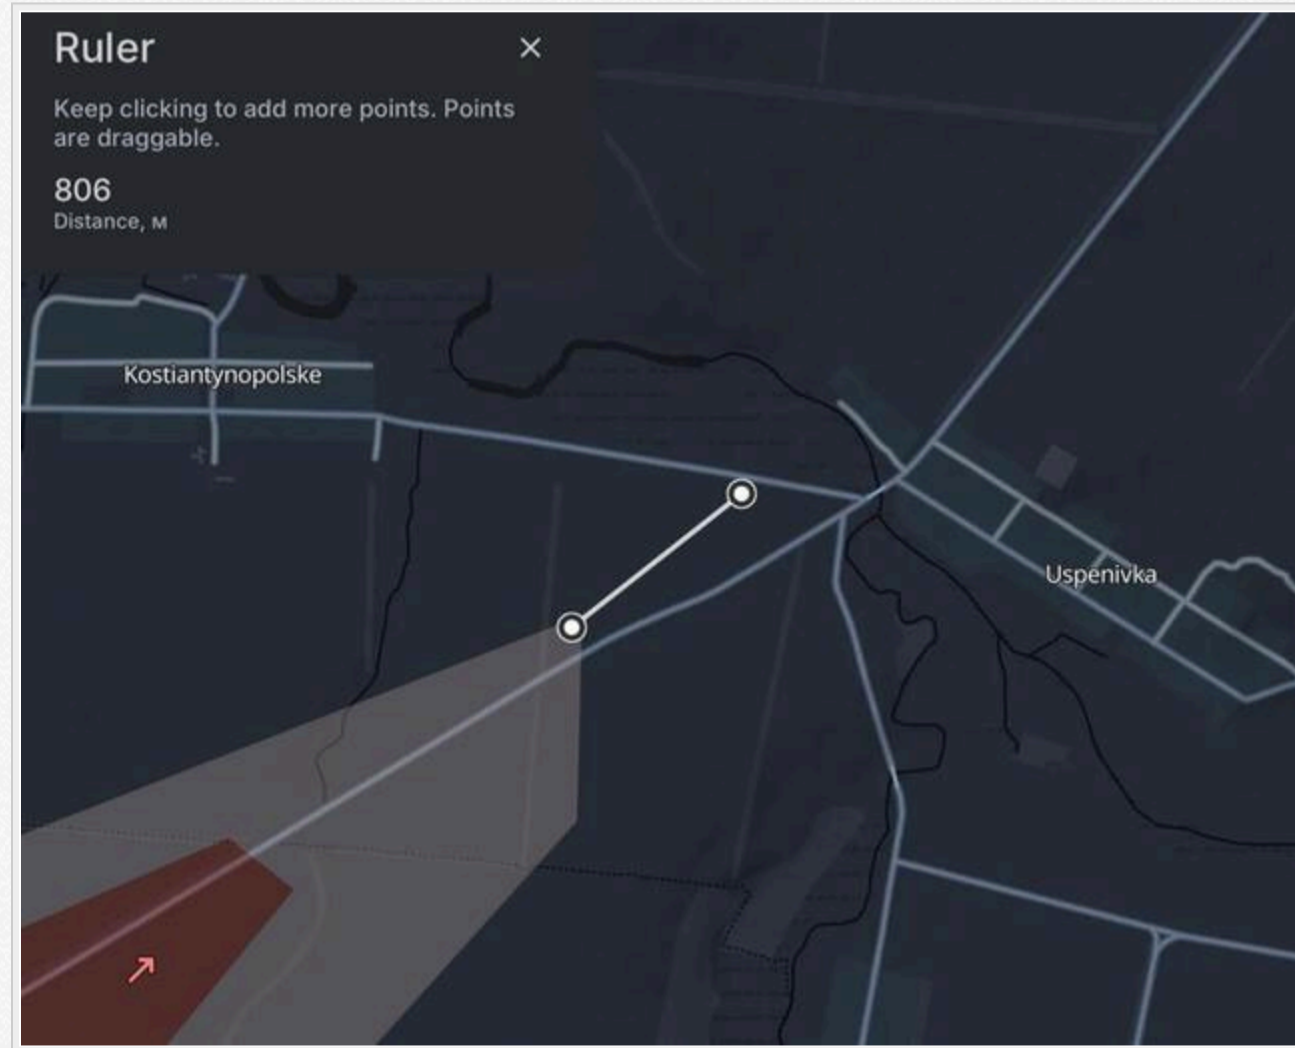 Ruler
Keep clicking to add more points. Points
are draggable.
806
Distance, м
Kostiantynopolske
Uspenivka